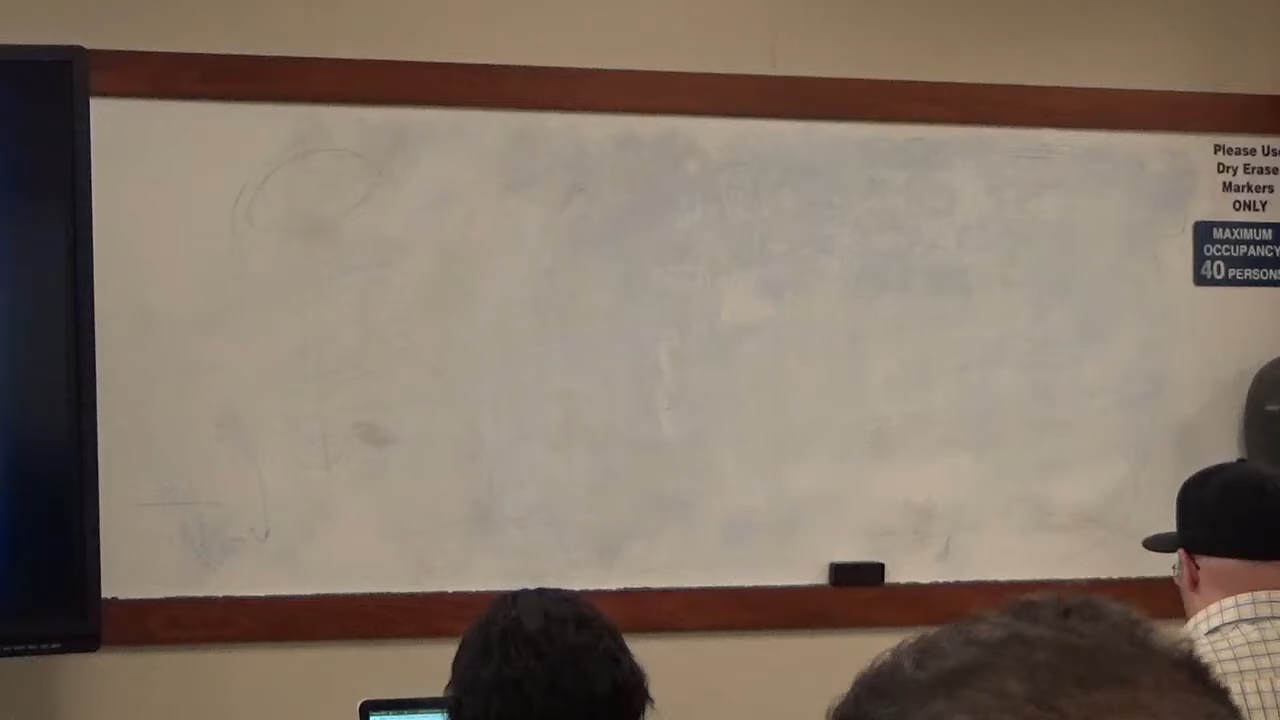 Please Use
Dry Erase
Markers
ONLY
MAXIMUM
OCCUPANCY
40 PERSONS